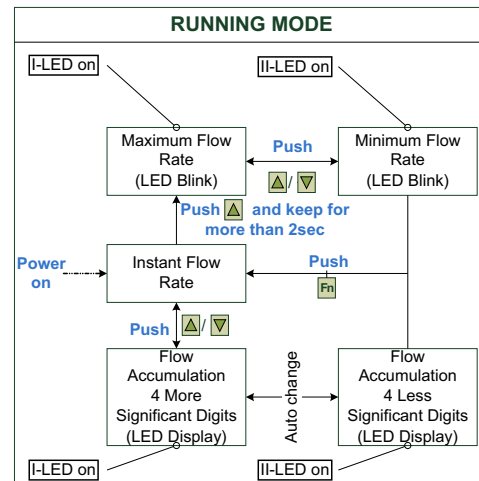 RUNNING MODE
I-LED on
II-LED on
Maximum Flow
Rate
(LED Blink)
Push
/
Minimum Flow
Rate
(LED Blink)
Push and keep for
more than 2sec
Power
on
Instant Flow
Rate
Push
Fn
Push
/
Flow
Accumulation
4 More
Significant Digits
(LED Display)
Auto change
Flow
Accumulation
4 Less
Significant Digits
(LED Display)
I-LED on
II-LED on